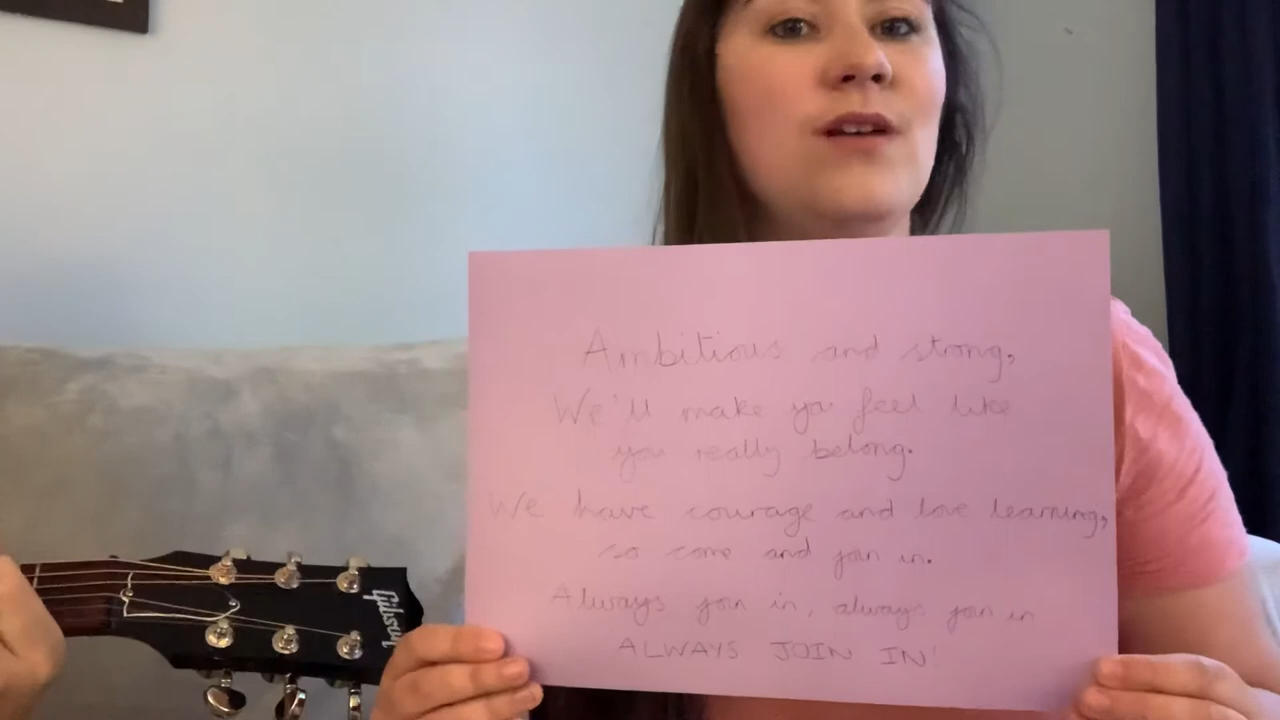 Ambitious and strong,
We'll make you feel like
you really belong.
We have courage and love learning,
so come and join in.
Always join in, always join in
ALWAYS JOIN IN!
Gibson